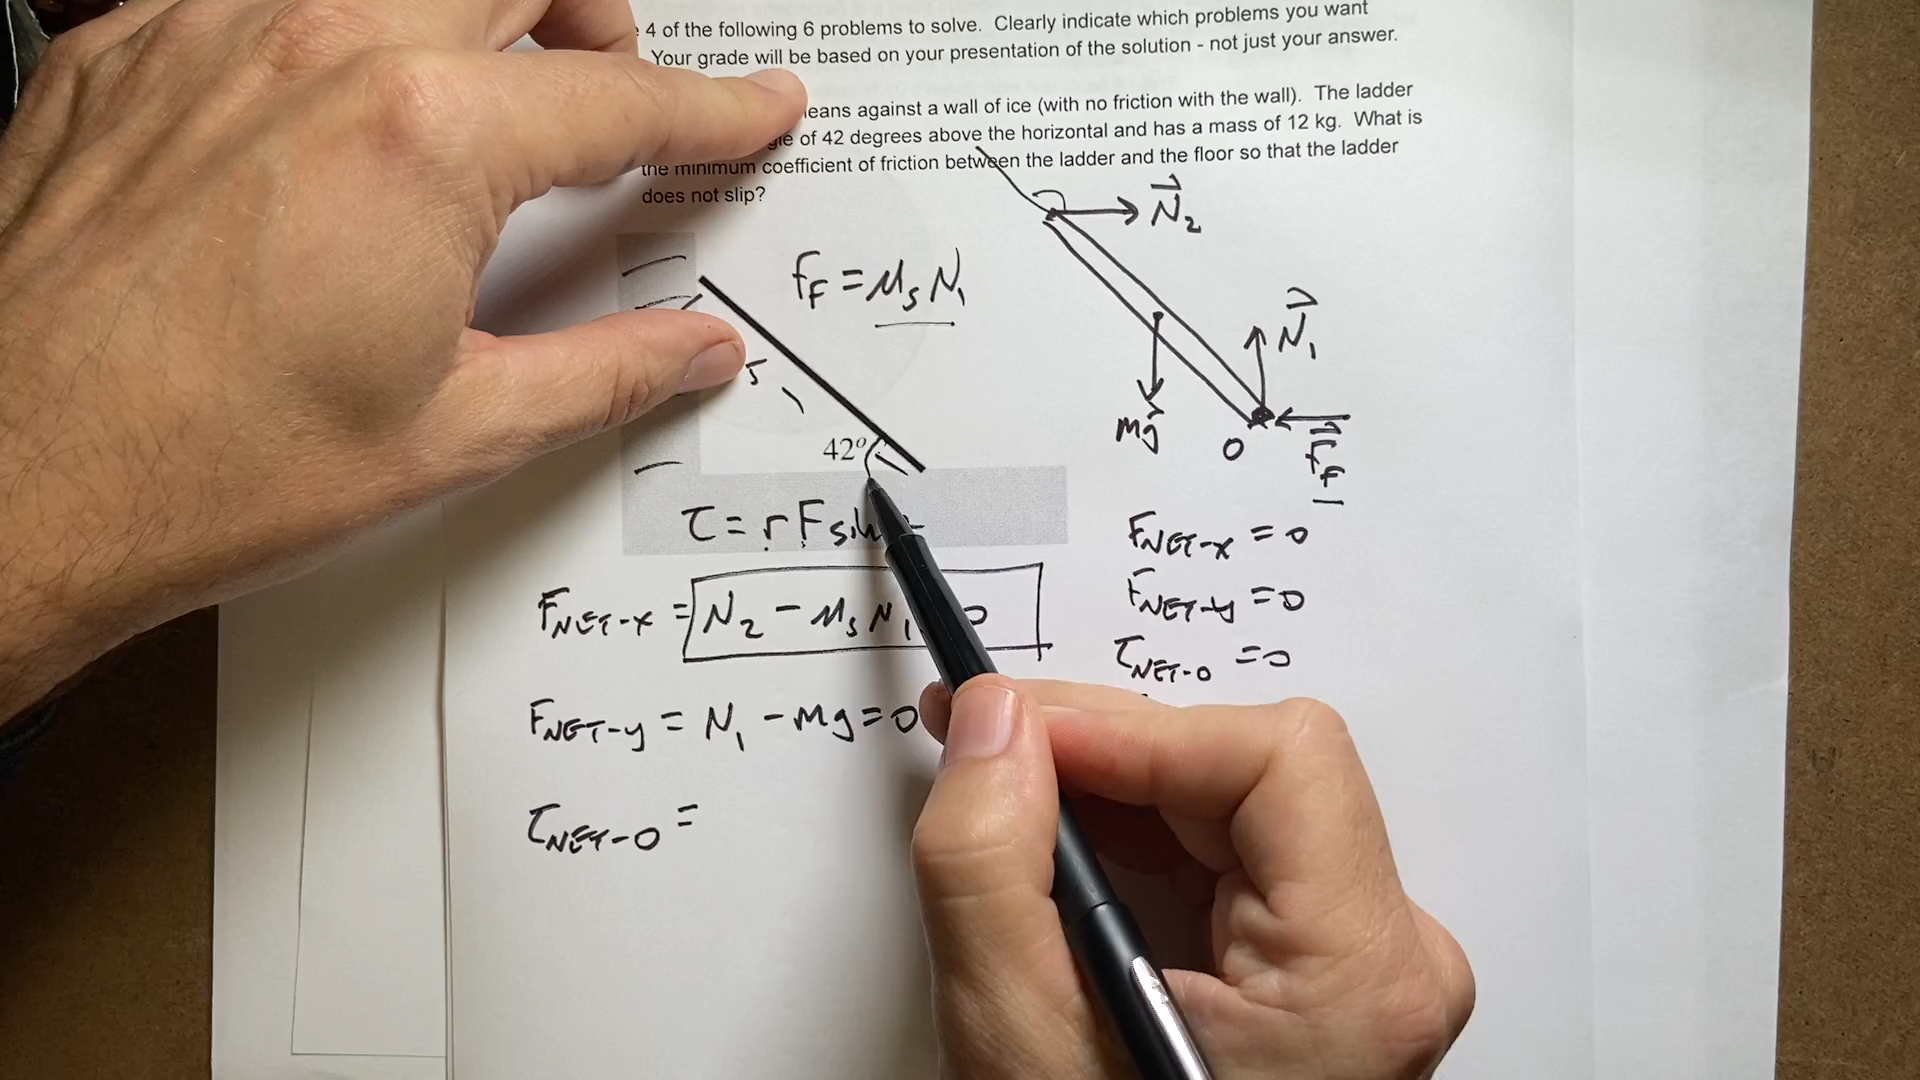 4 of the following 6 problems to solve. Clearly indicate which problems you want
Your grade will be based on your presentation of the solution - not just your answer.
leans against a wall of ice (with no friction with the wall). The ladder
of 42 degrees above the horizontal and has a mass of 12 kg. What is
the minimum coefficient of friction between the ladder and the floor so that the ladder
does not slip?
N⃗₂
f_F = μ_s N₁
N⃗₁
mg⃗
O
F⃗_F
42°
τ = r F sin
F_NET-x = 0
F_NET-x = N₂ - μ_s N₁ 0
F_NET-y = 0
τ_NET-O = 0
F_NET-y = N₁ - mg = 0
τ_NET-O =